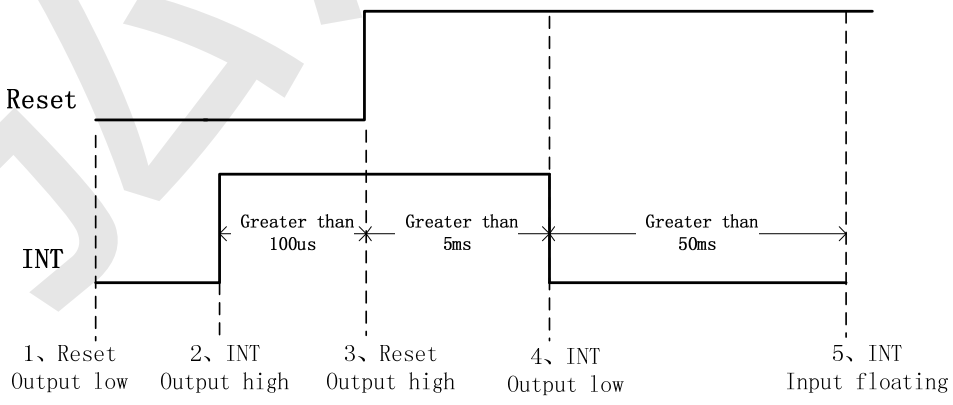 Reset
Greater than
100us
Greater than
5ms
Greater than
50ms
INT
1、Reset
Output low
2、INT
Output high
3、Reset
Output high
4、INT
Output low
5、INT
Input floating